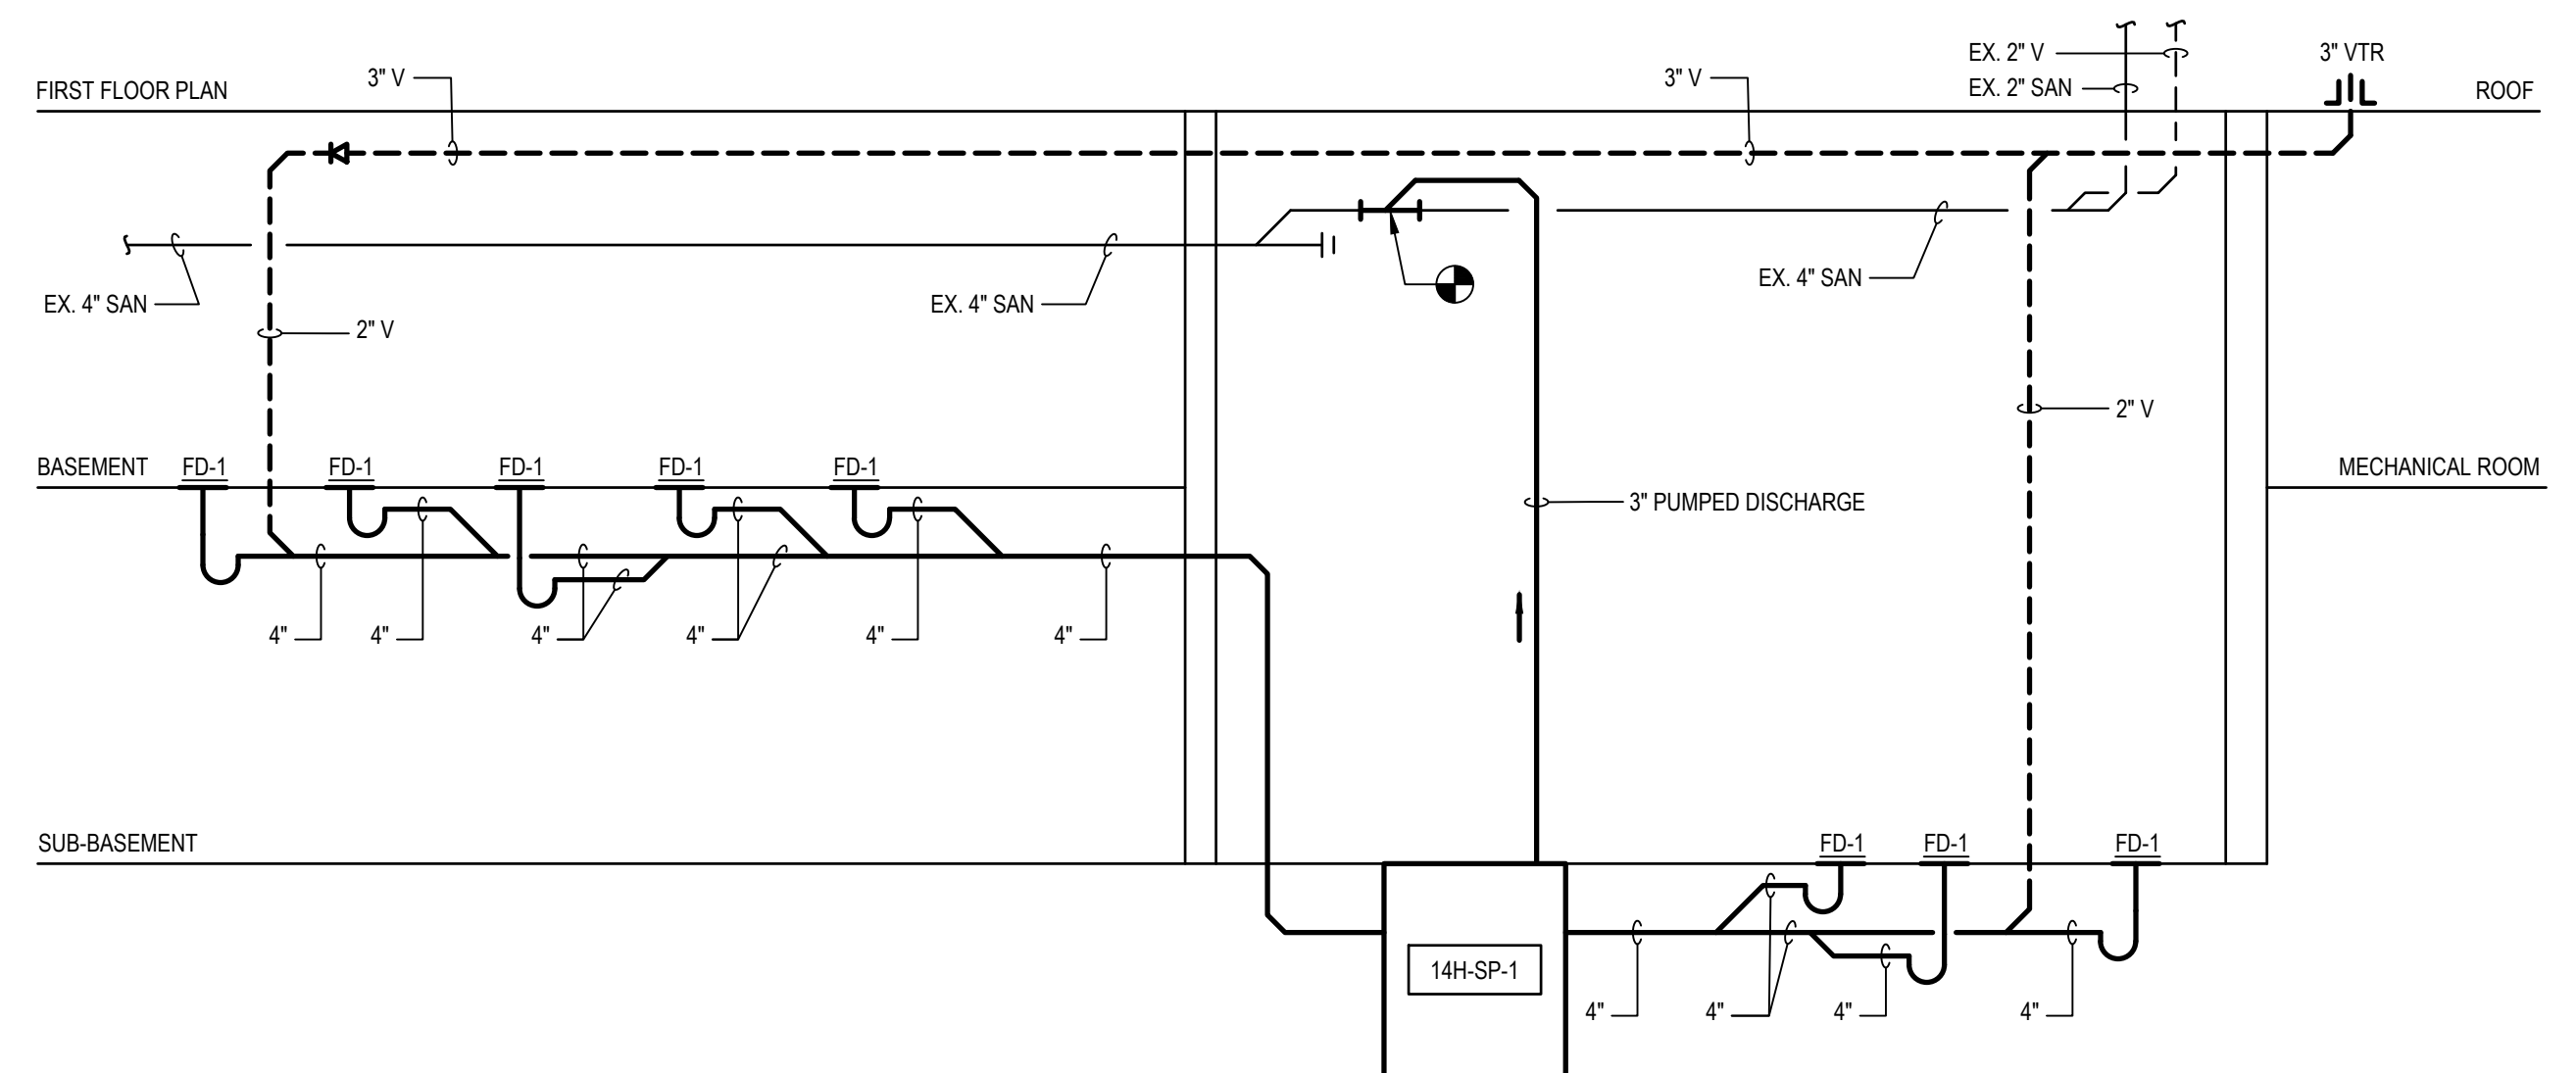 EX. 2" V
3" VTR
3" V
3" V
EX. 2" SAN
FIRST FLOOR PLAN
ROOF
EX. 4" SAN
EX. 4" SAN
EX. 4" SAN
2" V
2" V
BASEMENT
FD-1
FD-1
FD-1
FD-1
FD-1
MECHANICAL ROOM
3" PUMPED DISCHARGE
4"
4"
4"
4"
4"
4"
SUB-BASEMENT
FD-1
FD-1
FD-1
14H-SP-1
4"
4"
4"
4"